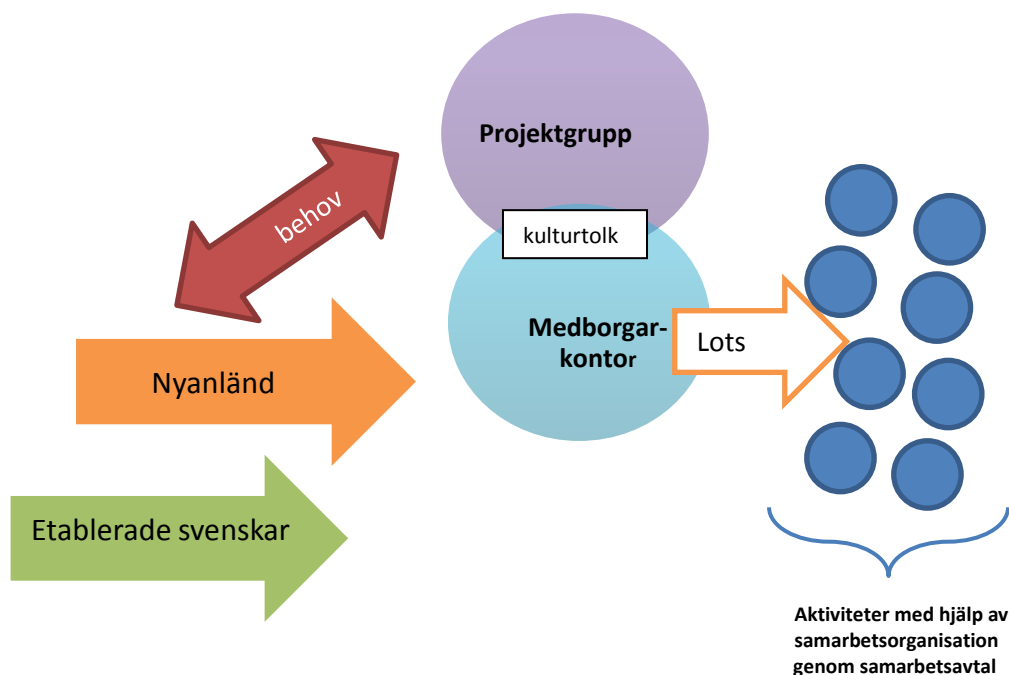 Projektgrupp
behov
kulturtolk
Medborgar-
kontor
Lots
Nyanländ
Etablerade svenskar
Aktiviteter med hjälp av
samarbetsorganisation
genom samarbetsavtal